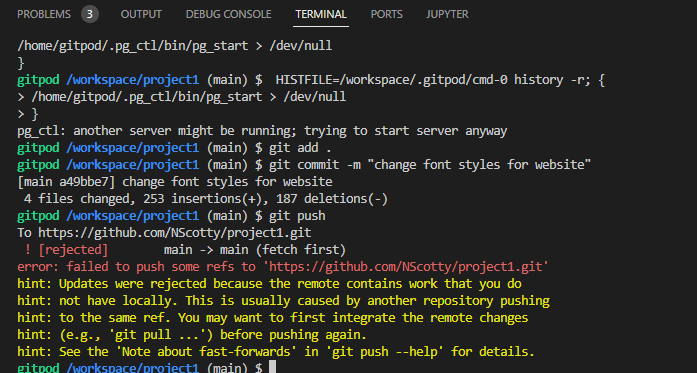 PROBLEMS 3 OUTPUT DEBUG CONSOLE TERMINAL PORTS JUPYTER
/home/gitpod/.pg_ctl/bin/pg_start > /dev/null
}
gitpod /workspace/project1 (main) $  HISTFILE=/workspace/.gitpod/cmd-0 history -r; {
> /home/gitpod/.pg_ctl/bin/pg_start > /dev/null
> }
pg_ctl: another server might be running; trying to start server anyway
gitpod /workspace/project1 (main) $ git add .
gitpod /workspace/project1 (main) $ git commit -m "change font styles for website"
[main a49bbe7] change font styles for website
 4 files changed, 253 insertions(+), 187 deletions(-)
gitpod /workspace/project1 (main) $ git push
To https://github.com/NScotty/project1.git
 ! [rejected]        main -> main (fetch first)
error: failed to push some refs to 'https://github.com/NScotty/project1.git'
hint: Updates were rejected because the remote contains work that you do
hint: not have locally. This is usually caused by another repository pushing
hint: to the same ref. You may want to first integrate the remote changes
hint: (e.g., 'git pull ...') before pushing again.
hint: See the 'Note about fast-forwards' in 'git push --help' for details.
gitpod /workspace/project1 (main) $